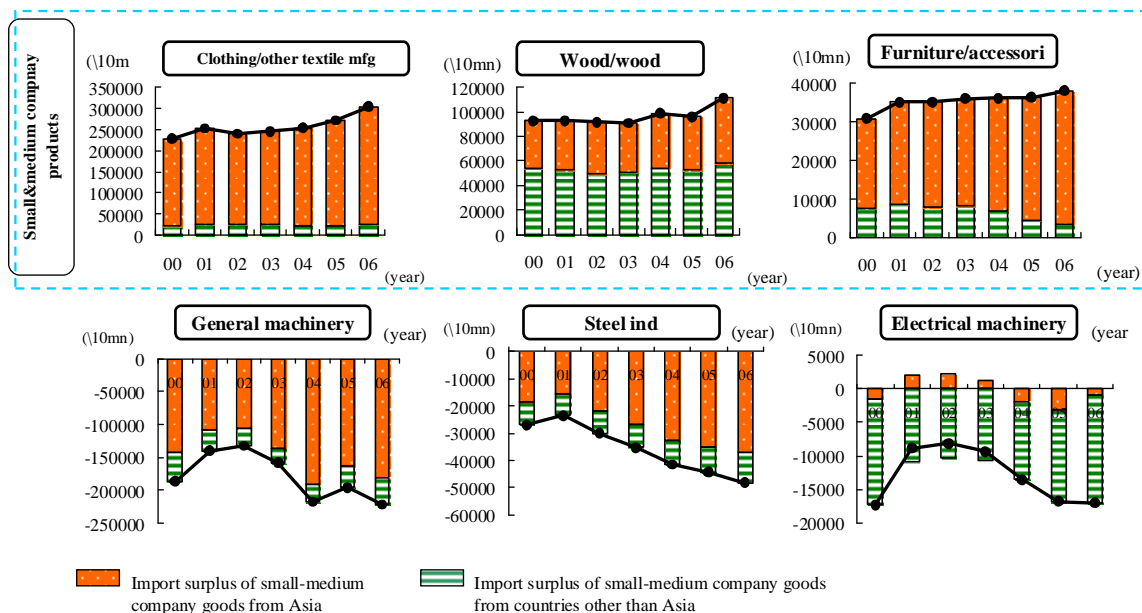 Small&medium compnay
products
Clothing/other textile mfg
(\10m
350000
300000
250000
200000
150000
100000
50000
0
00 01 02 03 04 05 06
(year)
Wood/wood
(\10mn)
120000
100000
80000
60000
40000
20000
0
00 01 02 03 04 05 06
(year)
Furniture/accessori
(\10mn)
40000
30000
20000
10000
0
00 01 02 03 04 05 06
(year)
General machinery
(year)
(\10mn)
0
-50000
-100000
-150000
-200000
-250000
00 01 02 03 04 05 06
Steel ind
(year)
(\10mn)
0
-10000
-20000
-30000
-40000
-50000
-60000
00 01 02 03 04 05 06
Electrical machinery
(year
(\10mn)
5000
0
-5000
-10000
-15000
-20000
00 01 02 03 04 05 06
Import surplus of small-medium
company goods from Asia
Import surplus of small-medium company goods
from countries other than Asia